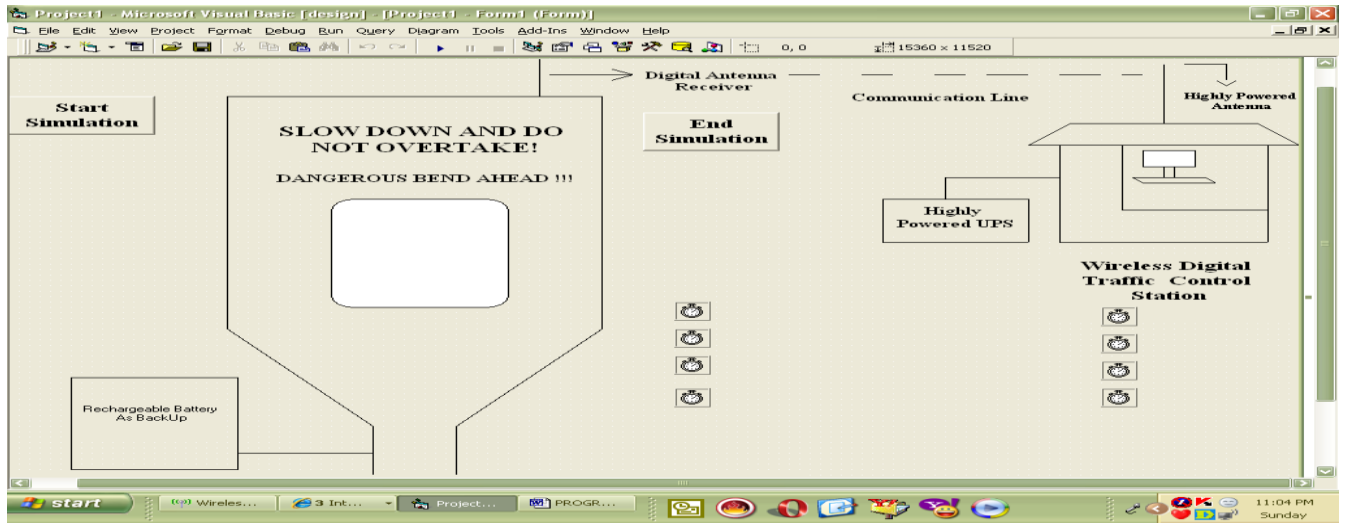 Project1 - Microsoft Visual Basic [design] - [Project1 - Form1 (Form)]
File Edit View Project Format Debug Run Query Diagram Tools Add-Ins Window Help
0, 0 15360 × 11520
Digital Antenna
Receiver
Communication Line
Highly Powered
Antenna
Start
Simulation
SLOW DOWN AND DO
NOT OVERTAKE!
DANGEROUS BEND AHEAD !!!
End
Simulation
Highly
Powered UPS
Wireless Digital
Traffic Control
Station
Rechargeable Battery
As BackUp
start Wireles... 3 Int... Project... PROGR... 11:04 PM
Sunday